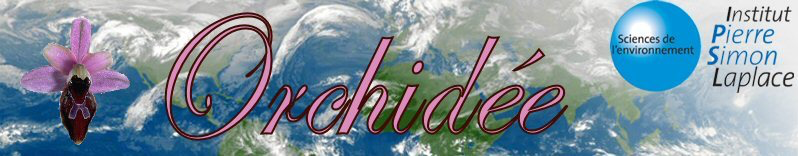 Orchidée
Sciences de
l'environnement
Institut
Pierre
Simon
Laplace